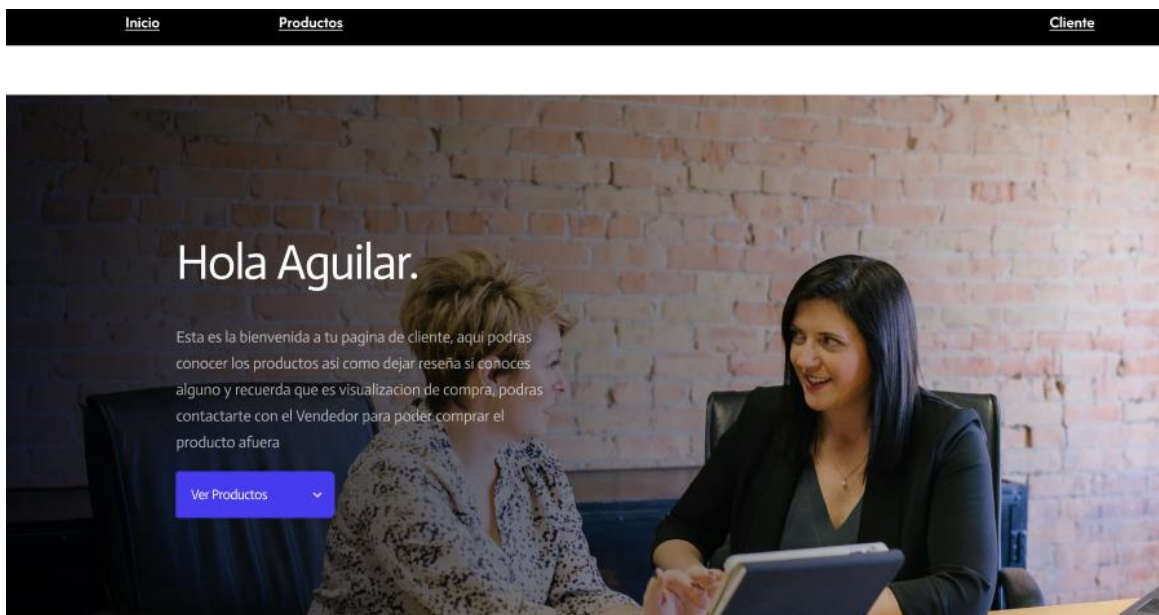 Inicio Productos Cliente
Hola Aguilar.
Esta es la bienvenida a tu pagina de cliente, aqui podras
conocer los productos asi como dejar reseña si conoces
alguno y recuerda que es visualizacion de compra, podras
contactarte con el Vendedor para poder comprar el
producto afuera
Ver Productos